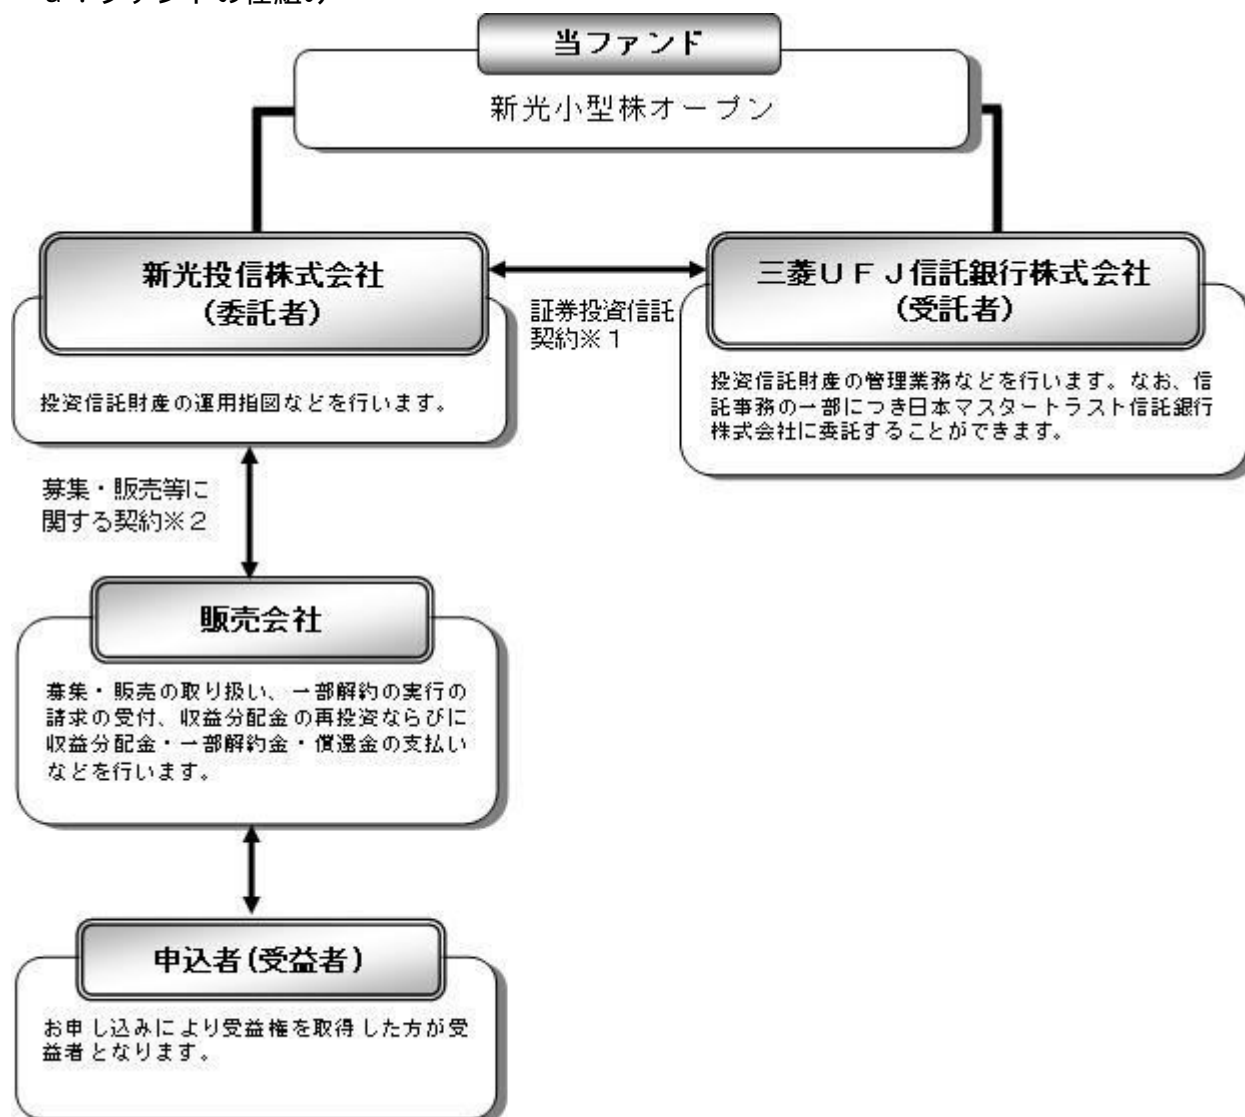 当ファンド
新光小型株オープン
新光投信株式会社
(委託者)
投資信託財産の運用指図などを行います。
証券投資信託
契約※1
三菱UFJ信託銀行株式会社
(受託者)
投資信託財産の管理業務などを行います。なお、信
託事務の一部につき日本マスタートラスト信託銀行
株式会社に委託することができます。
募集・販売等に
関する契約※2
販売会社
募集・販売の取り扱い、一部解約の実行の
請求の受付、収益分配金の再投資ならびに
収益分配金・一部解約金・償還金の支払い
などを行います。
申込者(受益者)
お申し込みにより受益権を取得した方が受
益者となります。